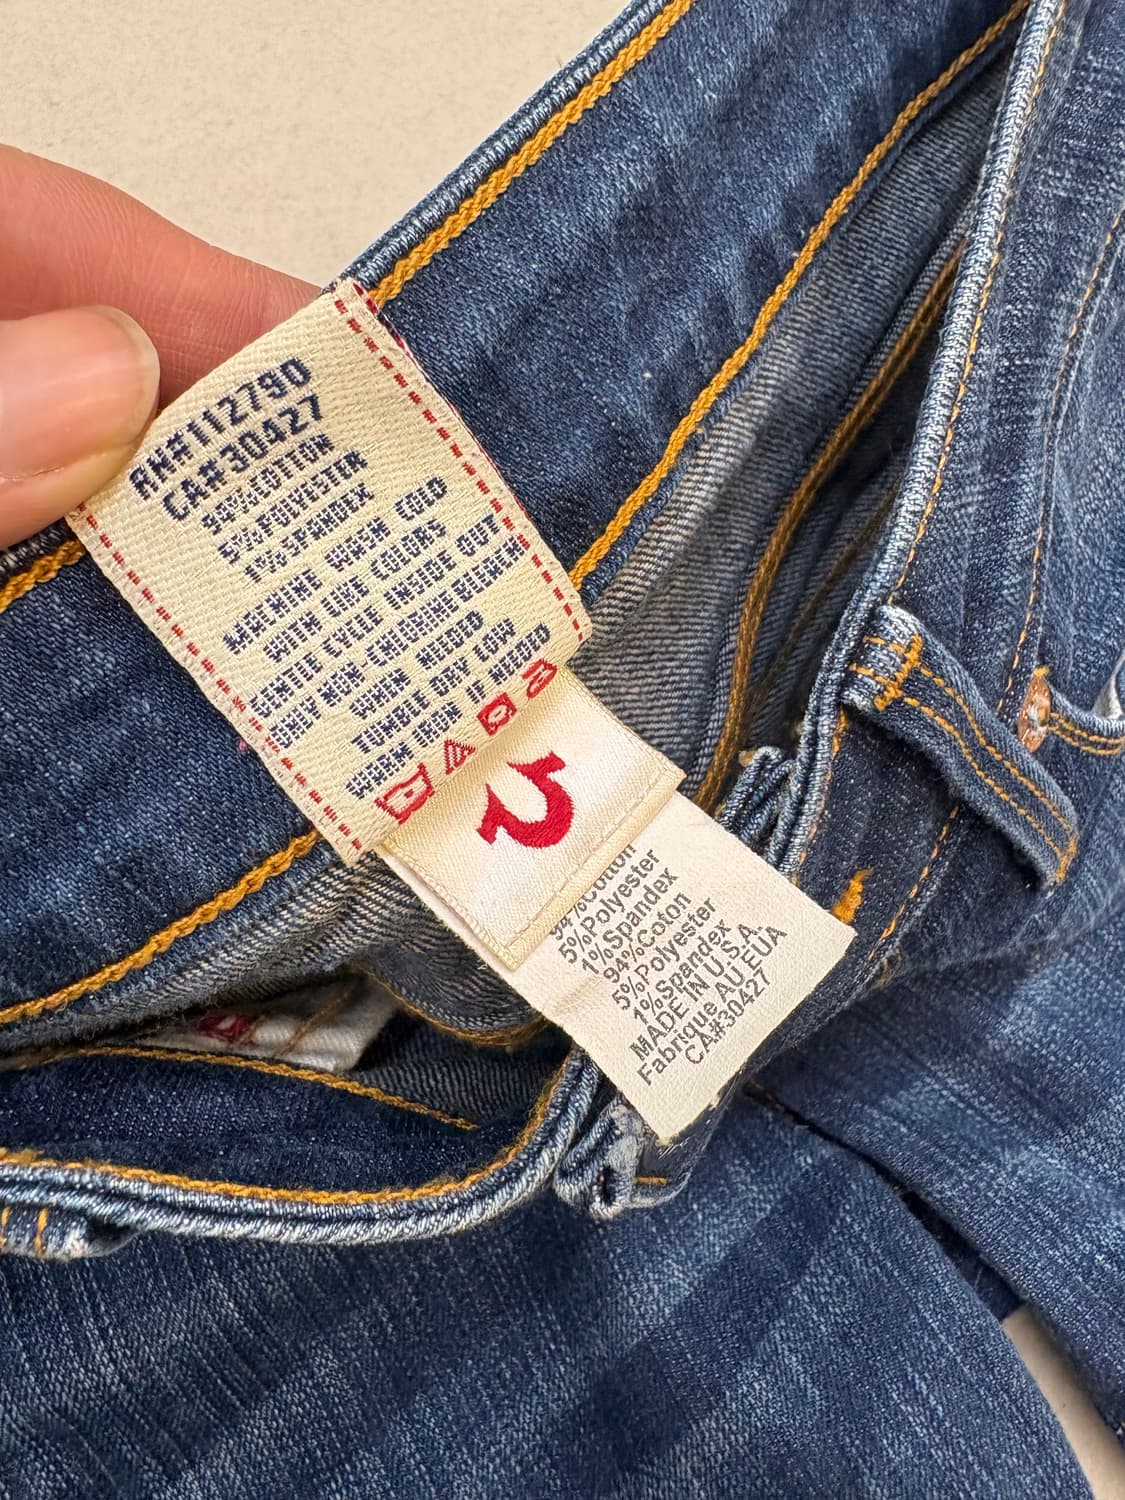 RN#112790
CA#30427
94%COTTON
5%POLYESTER
1%SPANDEX
MACHINE WASH COLD
WITH LIKE COLORS
GENTLE CYCLE INSIDE OUT
ONLY NON-CHLORINE BLEACH
WHEN NEEDED
TUMBLE DRY LOW
WARM IRON IF NEEDED
94%Cotton
5%Polyester
1%Spandex
94%Coton
5%Polyester
1%Spandex
MADE IN U.S.A.
Fabrique AU EUA
CA#30427